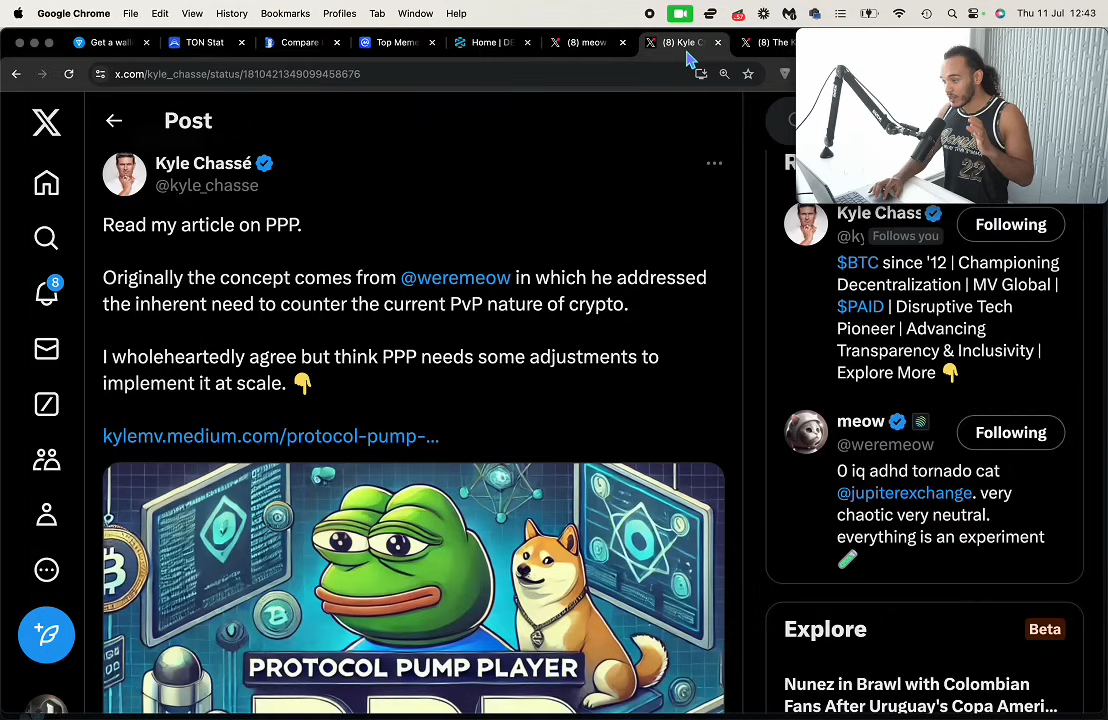 Google Chrome File Edit View History Bookmarks Profiles Tab Window Help
Thu 11 Jul 12:43
Get a wall
TON Stat
Compare
Top Meme
Home | DE
(8) meow
(8) Kyle C
(8) The K
x.com/kyle_chasse/status/1810421349099458676
Post
Kyle Chassé
@kyle_chasse
Read my article on PPP.
Originally the concept comes from @weremeow in which he addressed
the inherent need to counter the current PvP nature of crypto.
I wholeheartedly agree but think PPP needs some adjustments to
implement it at scale. 👇
kylemv.medium.com/protocol-pump-...
PROTOCOL PUMP PLAYER
PPP
8
22
Kyle Chass
@ky Follows you
Following
$BTC since '12 | Championing
Decentralization | MV Global |
$PAID | Disruptive Tech
Pioneer | Advancing
Transparency & Inclusivity |
Explore More 👇
meow
@weremeow
Following
0 iq adhd tornado cat
@jupiterexchange. very
chaotic very neutral.
everything is an experiment
🧪
Explore
Beta
Nunez in Brawl with Colombian
Fans After Uruguay's Copa Ameri...